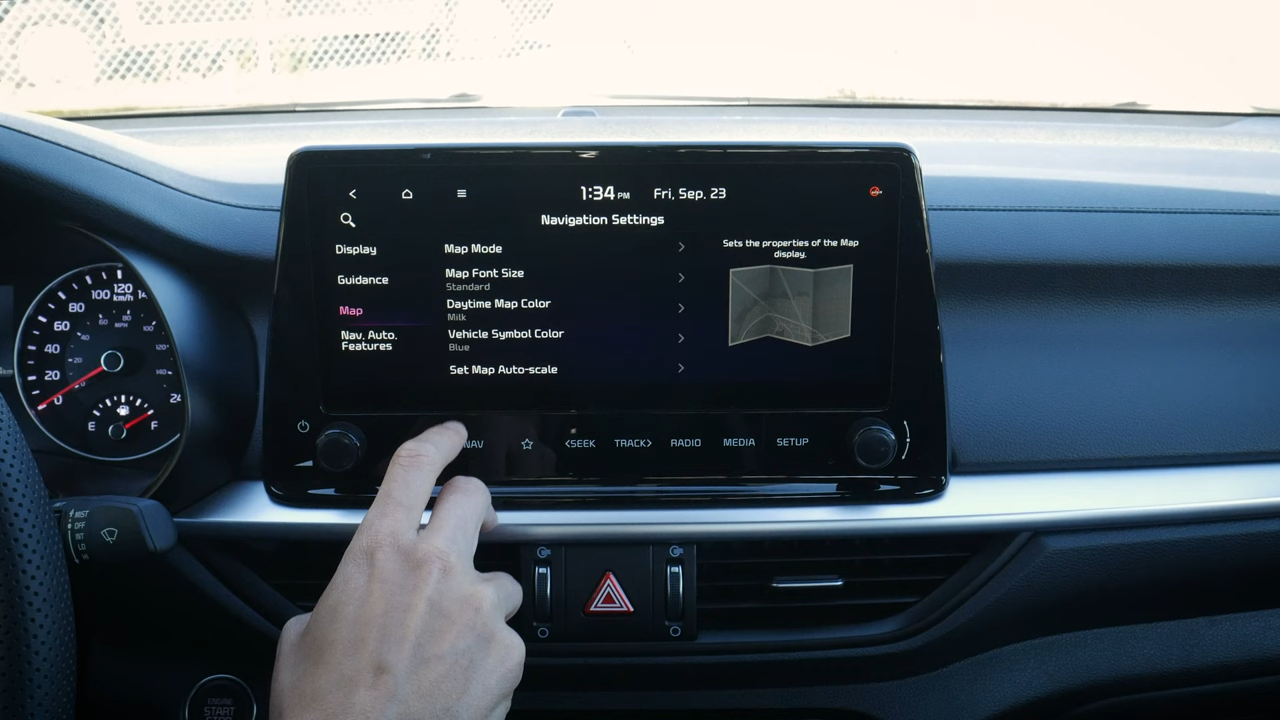 1:34 PM Fri, Sep. 23
Navigation Settings
Display
Guidance
Map
Nav. Auto.
Features
Map Mode
Map Font Size
Standard
Daytime Map Color
Milk
Vehicle Symbol Color
Blue
Set Map Auto-scale
Sets the properties of the Map
display.
NAV
<SEEK
TRACK>
RADIO
MEDIA
SETUP
0
20
40
60
80
100
120
km/h
MPH
E
F
MIST
OFF
INT
LO
ENGINE
START